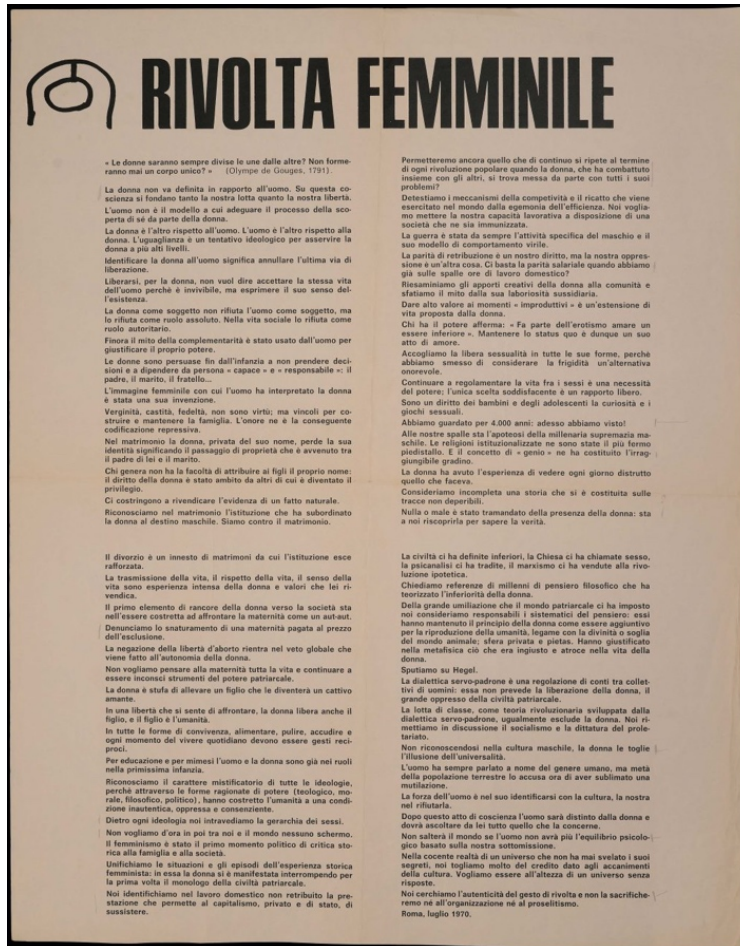 RIVOLTA FEMMINILE
« Le donne saranno sempre divise le une dalle altre? Non forme-
ranno mai un corpo unico? » (Olympe de Gouges, 1791).
La donna non va definita in rapporto all'uomo. Su questa co-
scienza si fondano tanto la nostra lotta quanto la nostra libertà.
L'uomo non è il modello a cui adeguare il processo della sco-
perta di sé da parte della donna.
La donna è l'altro rispetto all'uomo. L'uomo è l'altro rispetto alla
donna. L'uguaglianza è un tentativo ideologico per asservire la
donna a più alti livelli.
Identificare la donna all'uomo significa annullare l'ultima via di
liberazione.
Liberarsi, per la donna, non vuol dire accettare la stessa vita
dell'uomo perchè è invivibile, ma esprimere il suo senso del-
l'esistenza.
La donna come soggetto non rifiuta l'uomo come soggetto, ma
lo rifiuta come ruolo assoluto. Nella vita sociale lo rifiuta come
ruolo autoritario.
Finora il mito della complementarità è stato usato dall'uomo per
giustificare il proprio potere.
Le donne sono persuase fin dall'infanzia a non prendere deci-
sioni e a dipendere da persona « capace » e « responsabile »: il
padre, il marito, il fratello...
L'immagine femminile con cui l'uomo ha interpretato la donna
è stata una sua invenzione.
Verginità, castità, fedeltà, non sono virtù; ma vincoli per co-
struire e mantenere la famiglia. L'onore ne è la conseguente
codificazione repressiva.
Nel matrimonio la donna, privata del suo nome, perde la sua
identità significando il passaggio di proprietà che è avvenuto tra
il padre di lei e il marito.
Chi genera non ha la facoltà di attribuire ai figli il proprio nome:
il diritto della donna è stato ambito da altri di cui è diventato il
privilegio.
Ci costringono a rivendicare l'evidenza di un fatto naturale.
Riconosciamo nel matrimonio l'istituzione che ha subordinato
la donna al destino maschile. Siamo contro il matrimonio.
Il divorzio è un innesto di matrimoni da cui l'istituzione esce
rafforzata.
La trasmissione della vita, il rispetto della vita, il senso della
vita sono esperienza intensa della donna e valori che lei ri-
vendica.
Il primo elemento di rancore della donna verso la società sta
nell'essere costretta ad affrontare la maternità come un aut-aut.
Denunciamo lo snaturamento di una maternità pagata al prezzo
dell'esclusione.
La negazione della libertà d'aborto rientra nel veto globale che
viene fatto all'autonomia della donna.
Non vogliamo pensare alla maternità tutta la vita e continuare a
essere inconsci strumenti del potere patriarcale.
La donna è stufa di allevare un figlio che le diventerà un cattivo
amante.
In una libertà che si sente di affrontare, la donna libera anche il
figlio, e il figlio è l'umanità.
In tutte le forme di convivenza, alimentare, pulire, accudire e
ogni momento del vivere quotidiano devono essere gesti reci-
proci.
Per educazione e per mimesi l'uomo e la donna sono già nei ruoli
nella primissima infanzia.
Riconosciamo il carattere mistificatorio di tutte le ideologie,
perchè attraverso le forme ragionate di potere (teologico, mo-
rale, filosofico, politico), hanno costretto l'umanità a una condi-
zione inautentica, oppressa e consenziente.
Dietro ogni ideologia noi intravediamo la gerarchia dei sessi.
Non vogliamo d'ora in poi tra noi e il mondo nessuno schermo.
Il femminismo è stato il primo momento politico di critica sto-
rica alla famiglia e alla società.
Unifichiamo le situazioni e gli episodi dell'esperienza storica
femminista: in essa la donna si è manifestata interrompendo per
la prima volta il monologo della civiltà patriarcale.
Noi identifichiamo nel lavoro domestico non retribuito la pre-
stazione che permette al capitalismo, privato e di stato, di
sussistere.
Permetteremo ancora quello che di continuo si ripete al termine
di ogni rivoluzione popolare quando la donna, che ha combattuto
insieme con gli altri, si trova messa da parte con tutti i suoi
problemi?
Detestiamo i meccanismi della competività e il ricatto che viene
esercitato nel mondo dalla egemonia dell'efficienza. Noi voglia-
mo mettere la nostra capacità lavorativa a disposizione di una
società che ne sia immunizzata.
La guerra è stata da sempre l'attività specifica del maschio e il
suo modello di comportamento virile.
La parità di retribuzione è un nostro diritto, ma la nostra oppres-
sione è un'altra cosa. Ci basta la parità salariale quando abbiamo
già sulle spalle ore di lavoro domestico?
Riesaminiamo gli apporti creativi della donna alla comunità e
sfatiamo il mito della sua laboriosità sussidiaria.
Dare alto valore ai momenti « improduttivi » è un'estensione di
vita proposta dalla donna.
Chi ha il potere afferma: « Fa parte dell'erotismo amare un
essere inferiore ». Mantenere lo status quo è dunque un suo
atto di amore.
Accogliamo la libera sessualità in tutte le sue forme, perchè
abbiamo smesso di considerare la frigidità un'alternativa
onorevole.
Continuare a regolamentare la vita fra i sessi è una necessità
del potere; l'unica scelta soddisfacente è un rapporto libero.
Sono un diritto dei bambini e degli adolescenti la curiosità e i
giochi sessuali.
Abbiamo guardato per 4.000 anni: adesso abbiamo visto!
Alle nostre spalle sta l'apoteosi della millenaria supremazia ma-
schile. Le religioni istituzionalizzate ne sono state il più fermo
piedistallo. E il concetto di « genio » ne ha costituito l'irrag-
giungibile gradino.
La donna ha avuto l'esperienza di vedere ogni giorno distrutto
quello che faceva.
Consideriamo incompleta una storia che si è costituita sulle
tracce non deperibili.
Nulla o male è stato tramandato della presenza della donna: sta
a noi riscoprirla per sapere la verità.
La civiltà ci ha definite inferiori, la Chiesa ci ha chiamate sesso,
la psicanalisi ci ha tradite, il marxismo ci ha vendute alla rivo-
luzione ipotetica.
Chiediamo referenze di millenni di pensiero filosofico che ha
teorizzato l'inferiorità della donna.
Della grande umiliazione che il mondo patriarcale ci ha imposto
noi consideriamo responsabili i sistematici del pensiero: essi
hanno mantenuto il principio della donna come essere aggiuntivo
per la riproduzione della umanità, legame con la divinità o soglia
del mondo animale; sfera privata e pietas. Hanno giustificato
nella metafisica ciò che era ingiusto e atroce nella vita della
donna.
Sputiamo su Hegel.
La dialettica servo-padrone è una regolazione di conti tra collet-
tivi di uomini: essa non prevede la liberazione della donna, il
grande oppresso della civiltà patriarcale.
La lotta di classe, come teoria rivoluzionaria sviluppata dalla
dialettica servo-padrone, ugualmente esclude la donna. Noi ri-
mettiamo in discussione il socialismo e la dittatura del prole-
tariato.
Non riconoscendosi nella cultura maschile, la donna le toglie
l'illusione dell'universalità.
L'uomo ha sempre parlato a nome del genere umano, ma metà
della popolazione terrestre lo accusa ora di aver sublimato una
mutilazione.
La forza dell'uomo è nel suo identificarsi con la cultura, la nostra
nel rifiutarla.
Dopo questo atto di coscienza l'uomo sarà distinto dalla donna e
dovrà ascoltare da lei tutto quello che la concerne.
Non salterà il mondo se l'uomo non avrà più l'equilibrio psicolo-
gico basato sulla nostra sottomissione.
Nella cocente realtà di un universo che non ha mai svelato i suoi
segreti, noi togliamo molto del credito dato agli accanimenti
della cultura. Vogliamo essere all'altezza di un universo senza
risposte.
Noi cerchiamo l'autenticità del gesto di rivolta e non la sacrifiche-
remo né all'organizzazione né al proselitismo.
Roma, luglio 1970.